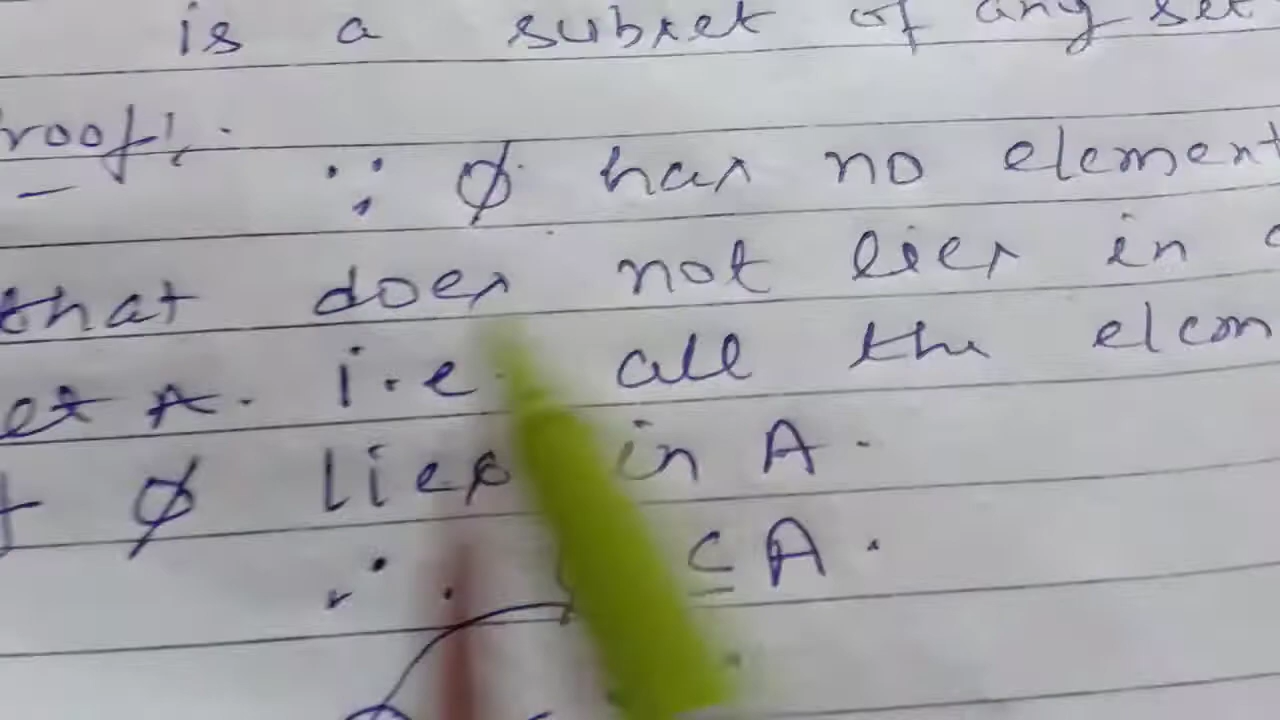 is a subset of any set
roof:-
∵ ϕ has no element
that does not lies in
et A. i.e. all the elem
ϕ lies in A.
∴ ⊆ A.